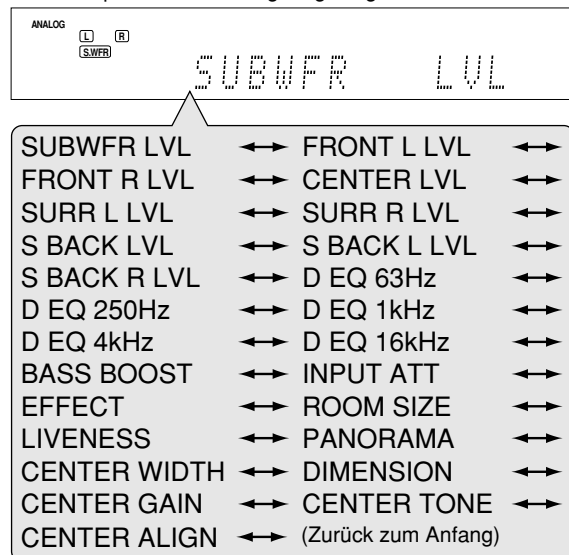 ANALOG
L R
S.WFR
SUBWFR LVL
SUBWFR LVL ↔ FRONT L LVL ↔
FRONT R LVL ↔ CENTER LVL ↔
SURR L LVL ↔ SURR R LVL ↔
S BACK LVL ↔ S BACK L LVL ↔
S BACK R LVL ↔ D EQ 63Hz ↔
D EQ 250Hz ↔ D EQ 1kHz ↔
D EQ 4kHz ↔ D EQ 16kHz ↔
BASS BOOST ↔ INPUT ATT ↔
EFFECT ↔ ROOM SIZE ↔
LIVENESS ↔ PANORAMA ↔
CENTER WIDTH ↔ DIMENSION ↔
CENTER GAIN ↔ CENTER TONE ↔
CENTER ALIGN ↔ (Zurück zum Anfang)